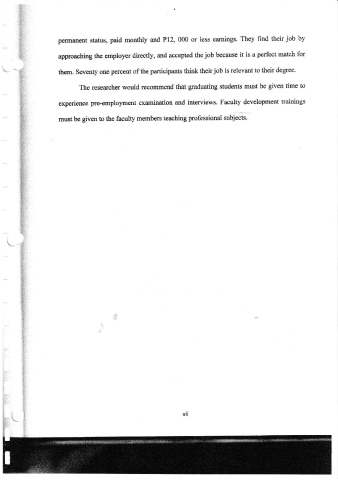 permanent status, paid monthly and P12, 000 or less earnings. They find their job by
approaching the employer directly, and accepted the job because it is a perfect match for
them. Seventy one percent of the participants think their job is relevant to their degree.
The researcher would recommend that graduating students must be given time to
experience pre-employment examination and interviews. Faculty development trainings
must be given to the faculty members teaching professional subjects.
vi